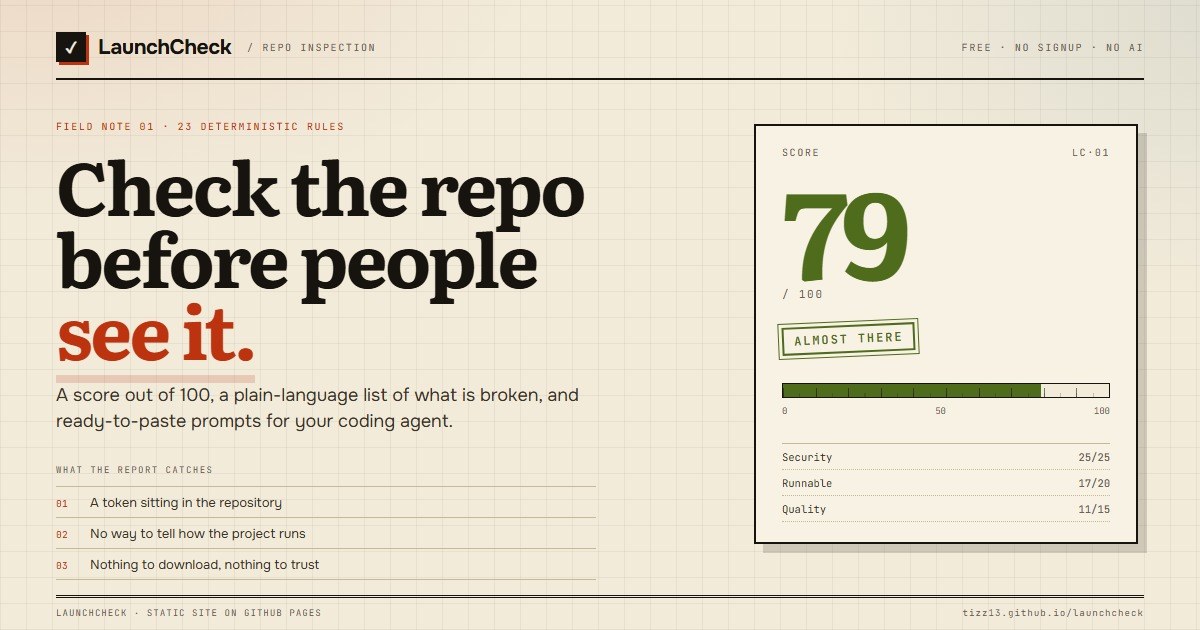 ✓ LaunchCheck / REPO INSPECTION
FREE · NO SIGNUP · NO AI
FIELD NOTE 01 · 23 DETERMINISTIC RULES
Check the repo
before people
see it.
A score out of 100, a plain-language list of what is broken, and
ready-to-paste prompts for your coding agent.
WHAT THE REPORT CATCHES
01 A token sitting in the repository
02 No way to tell how the project runs
03 Nothing to download, nothing to trust
SCORE LC·01
79
/ 100
ALMOST THERE
0 50 100
Security 25/25
Runnable 17/20
Quality 11/15
LAUNCHCHECK · STATIC SITE ON GITHUB PAGES
tizz13.github.io/launchcheck